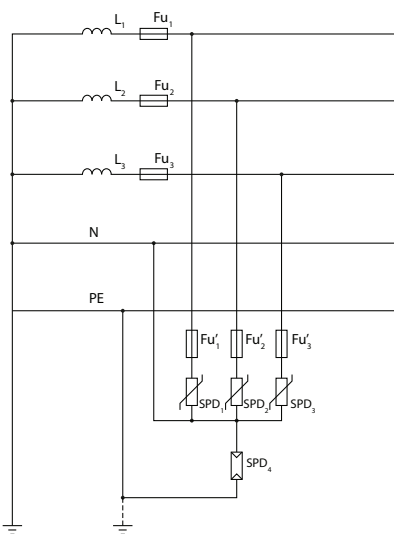 L₁ Fu₁
L₂ Fu₂
L₃ Fu₃
N
PE
Fu'₁ Fu'₂ Fu'₃
SPD₁ SPD₂ SPD₃
SPD₄